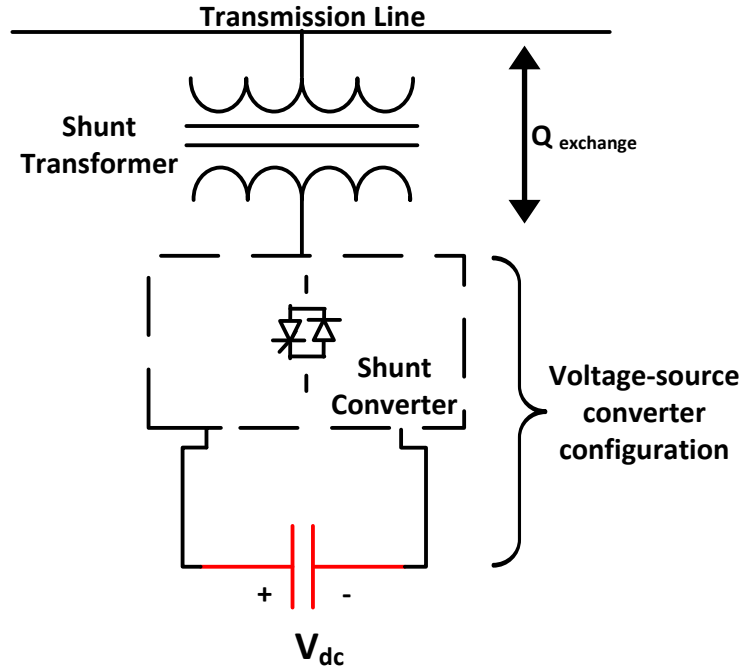 Transmission Line
Shunt
Transformer
Q exchange
Shunt
Converter
Voltage-source
converter
configuration
+ -
Vdc